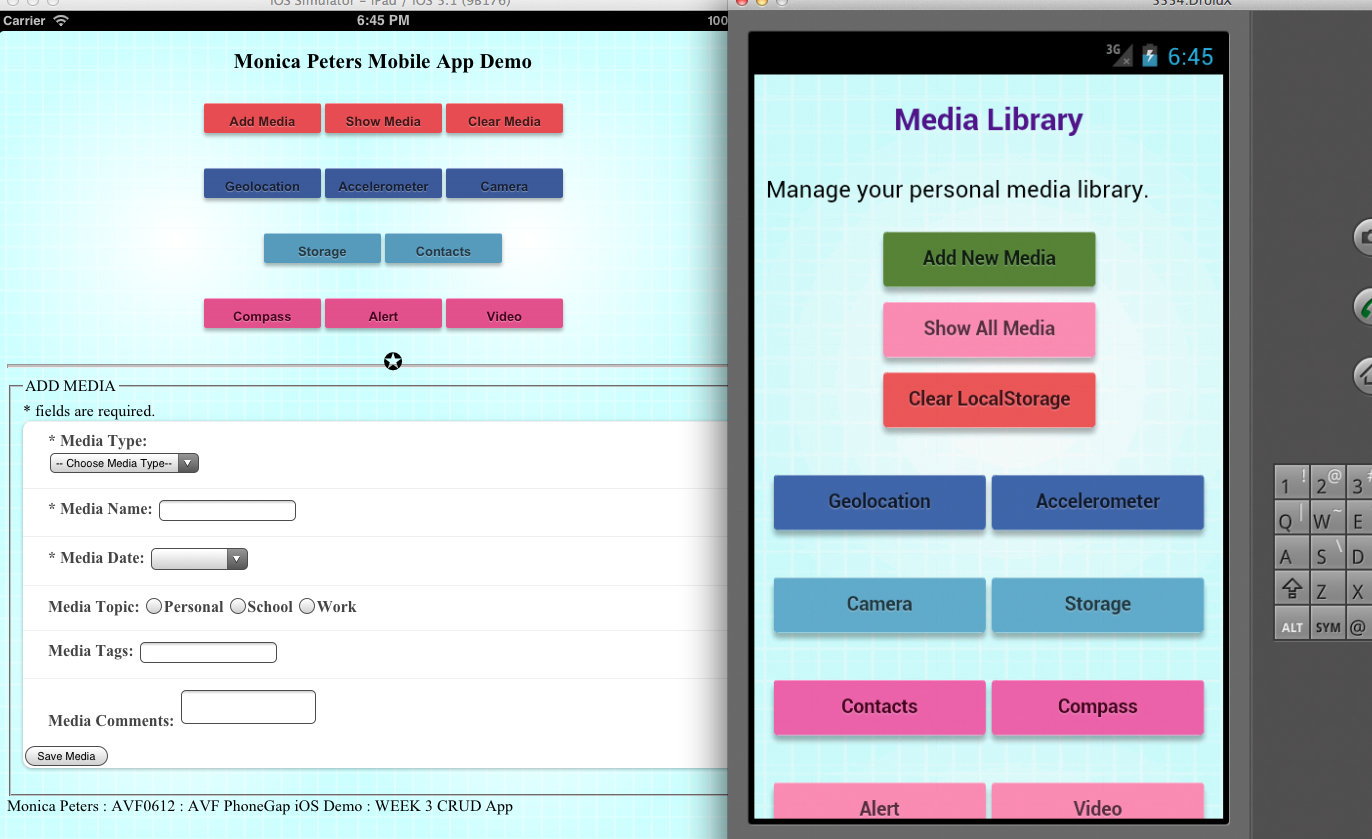 iOS Simulator – iPad / iOS 5.1 (9B176)
Carrier 6:45 PM 100
Monica Peters Mobile App Demo
Add Media Show Media Clear Media
Geolocation Accelerometer Camera
Storage Contacts
Compass Alert Video
ADD MEDIA
* fields are required.
* Media Type:
-- Choose Media Type--
* Media Name:
* Media Date:
Media Topic: Personal School Work
Media Tags:
Media Comments:
Save Media
Monica Peters : AVF0612 : AVF PhoneGap iOS Demo : WEEK 3 CRUD App
5554:DroidX
3G 6:45
Media Library
Manage your personal media library.
Add New Media
Show All Media
Clear LocalStorage
Geolocation Accelerometer
Camera Storage
Contacts Compass
Alert Video
1 ! 2 @ 3 #
Q | W ~ E
A S \ D
Z X
ALT SYM @